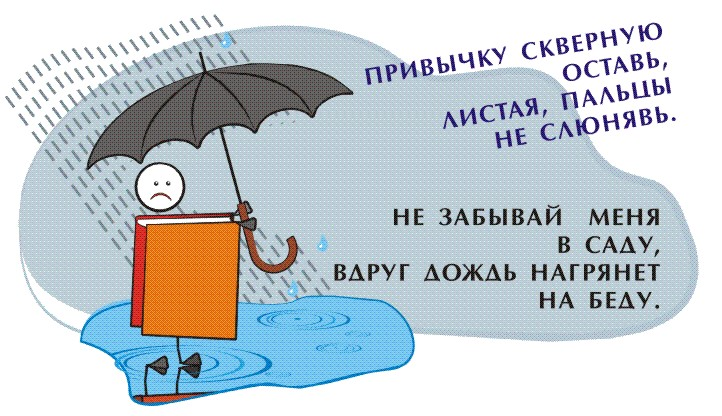 ПРИВЫЧКУ СКВЕРНУЮ
ОСТАВЬ,
ЛИСТАЯ, ПАЛЬЦЫ
НЕ СЛЮНЯВЬ.
НЕ ЗАБЫВАЙ МЕНЯ
В САДУ,
ВДРУГ ДОЖДЬ НАГРЯНЕТ
НА БЕДУ.